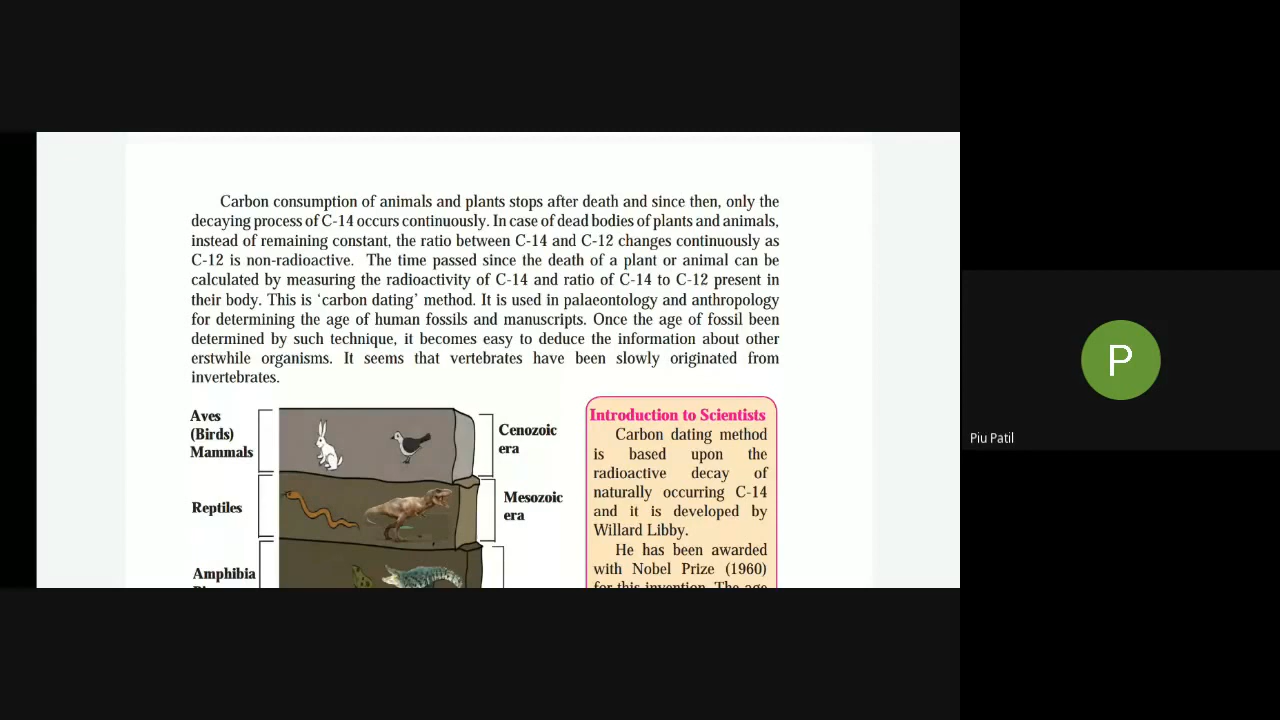 Carbon consumption of animals and plants stops after death and since then, only the
decaying process of C-14 occurs continuously. In case of dead bodies of plants and animals,
instead of remaining constant, the ratio between C-14 and C-12 changes continuously as
C-12 is non-radioactive. The time passed since the death of a plant or animal can be
calculated by measuring the radioactivity of C-14 and ratio of C-14 to C-12 present in
their body. This is ‘carbon dating’ method. It is used in palaeontology and anthropology
for determining the age of human fossils and manuscripts. Once the age of fossil been
determined by such technique, it becomes easy to deduce the information about other
erstwhile organisms. It seems that vertebrates have been slowly originated from
invertebrates.
Aves
(Birds)
Mammals
Cenozoic
era
Reptiles
Mesozoic
era
Amphibia
Introduction to Scientists
Carbon dating method
is based upon the
radioactive decay of
naturally occurring C-14
and it is developed by
Willard Libby.
He has been awarded
with Nobel Prize (1960)
for this invention. The age
P
Piu Patil